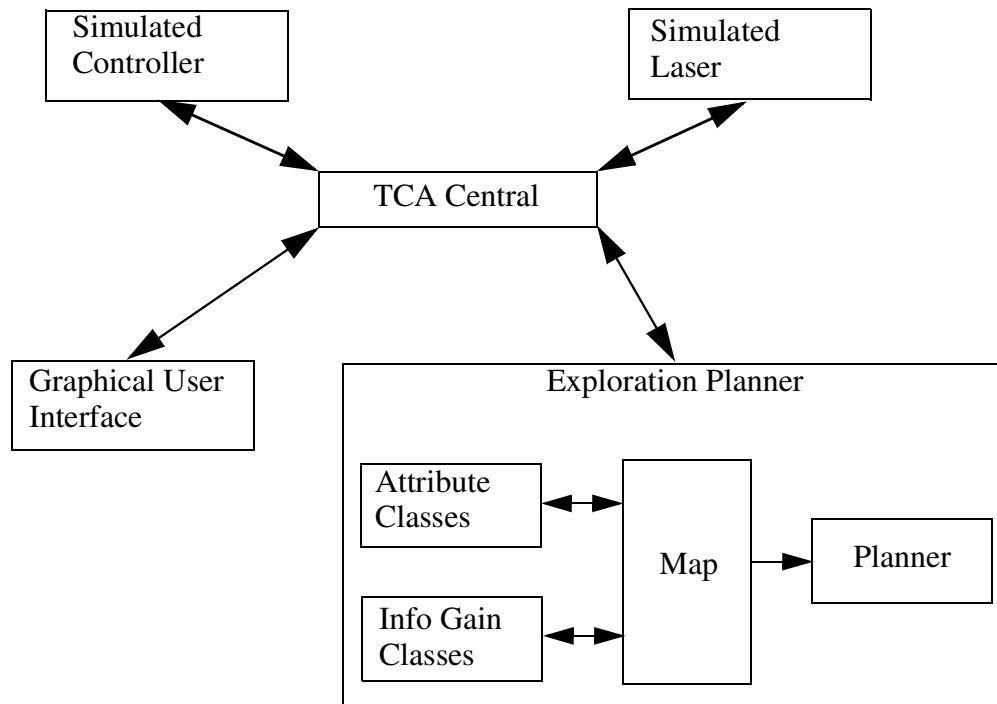 Simulated
Controller
Simulated
Laser
TCA Central
Graphical User
Interface
Exploration Planner
Attribute
Classes
Map
Planner
Info Gain
Classes